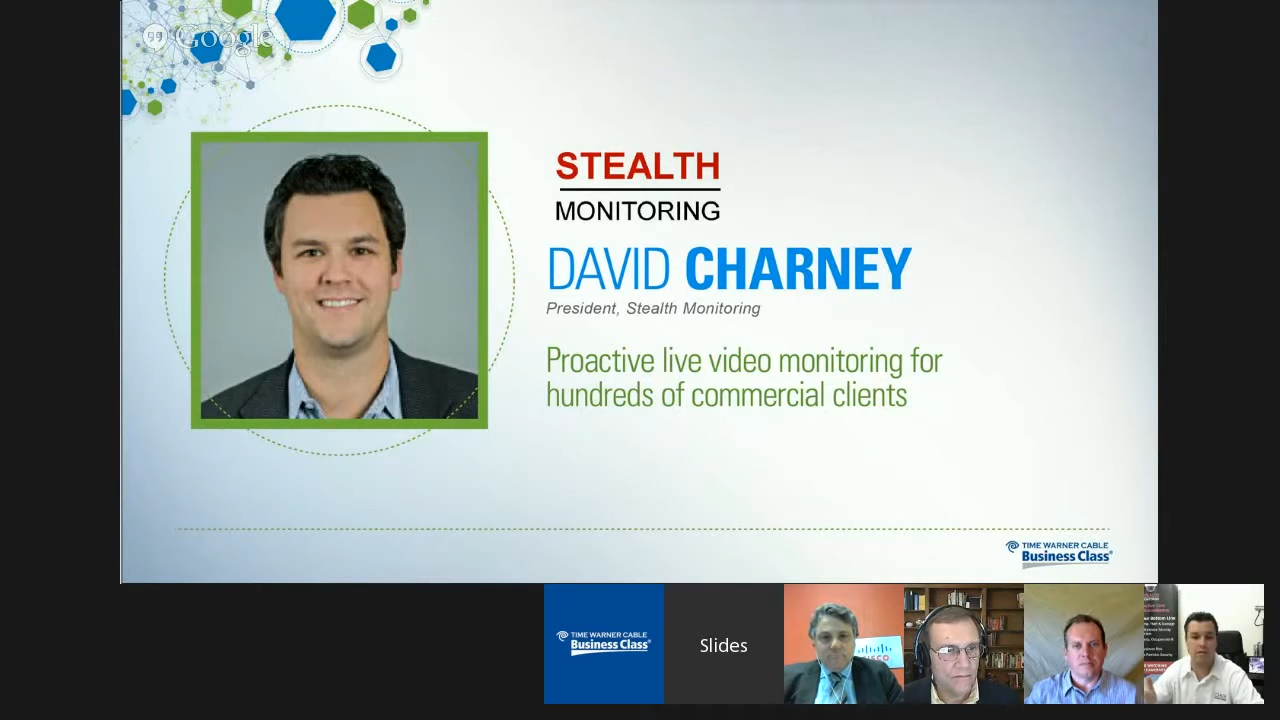 Google
STEALTH
MONITORING
DAVID CHARNEY
President, Stealth Monitoring
Proactive live video monitoring for
hundreds of commercial clients
TIME WARNER CABLE
Business Class®
TIME WARNER CABLE
Business Class®
Slides
CISCO